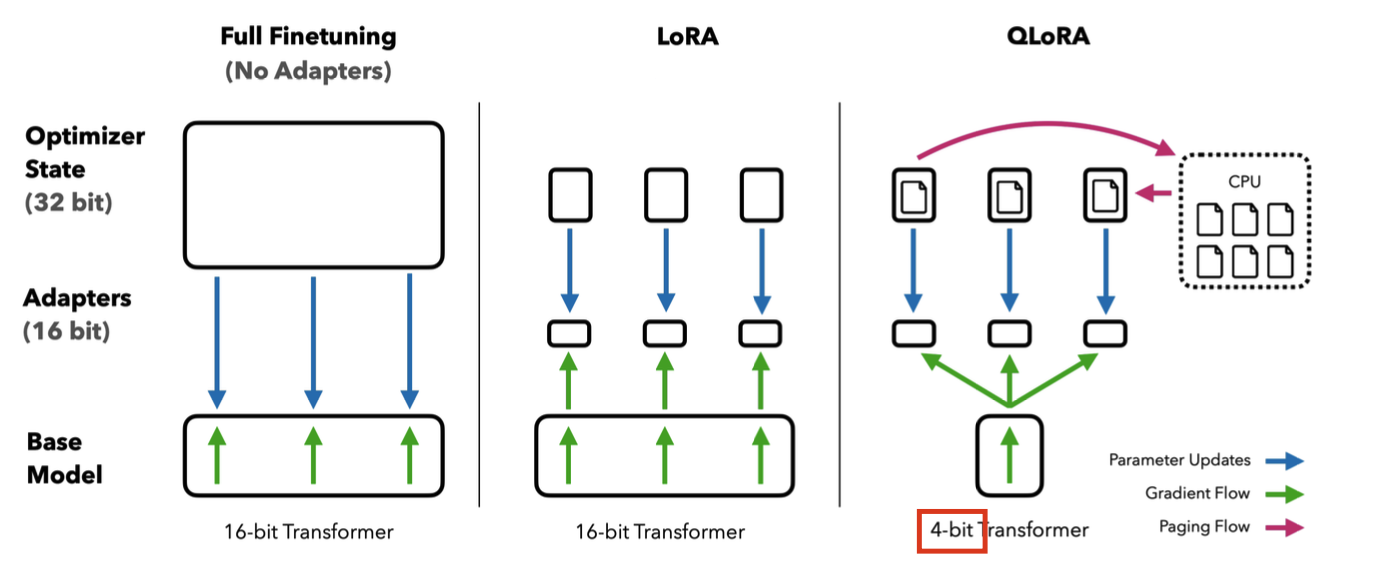 Full Finetuning
(No Adapters)
LoRA
QLoRA
Optimizer
State
(32 bit)
CPU
Adapters
(16 bit)
Base
Model
Parameter Updates
Gradient Flow
Paging Flow
16-bit Transformer
16-bit Transformer
4-bit Transformer